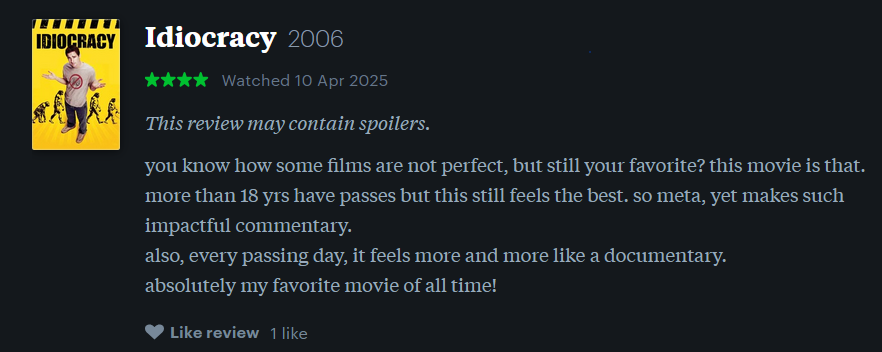 IDIOCRACY
Idiocracy 2006
Watched 10 Apr 2025
This review may contain spoilers.
you know how some films are not perfect, but still your favorite? this movie is that.
more than 18 yrs have passes but this still feels the best. so meta, yet makes such
impactful commentary.
also, every passing day, it feels more and more like a documentary.
absolutely my favorite movie of all time!
Like review 1 like